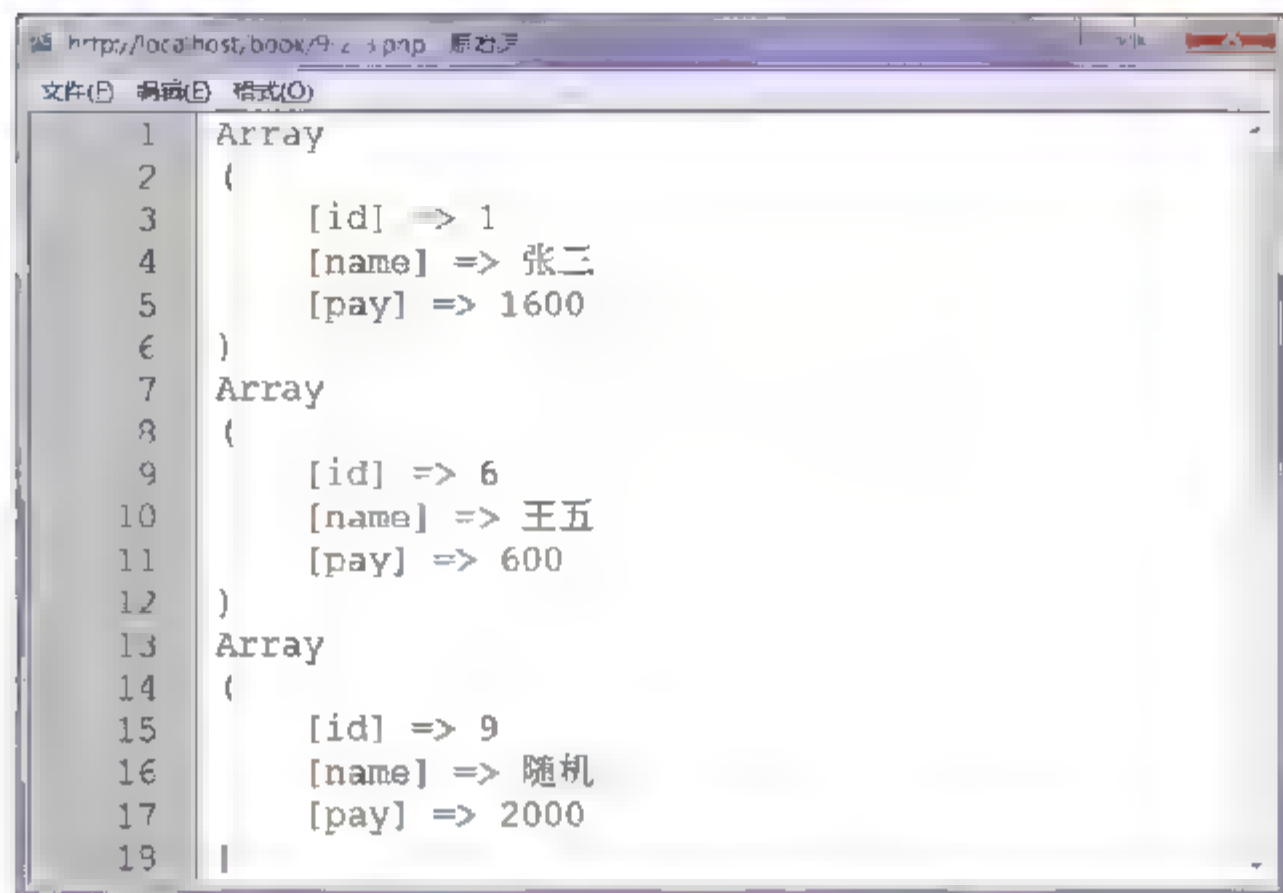 文件(F) 编辑(E) 格式(O)
1 Array
2 (
3 [id] => 1
4 [name] => 张三
5 [pay] => 1600
6 )
7 Array
8 (
9 [id] => 6
10 [name] => 王五
11 [pay] => 600
12 )
13 Array
14 (
15 [id] => 9
16 [name] => 随机
17 [pay] => 2000